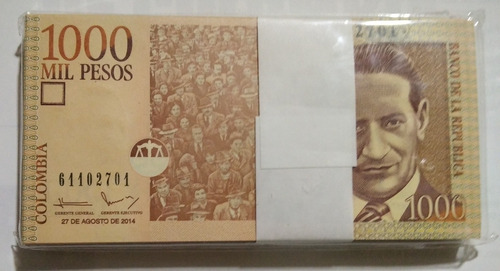 1000
MIL PESOS
COLOMBIA
61102701
GERENTE GENERAL GERENTE EJECUTIVO
27 DE AGOSTO DE 2014
2701
BANCO DE LA REPUBLICA
1000